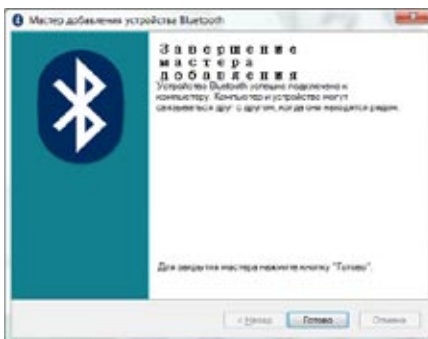 Мастер добавления устройства Bluetooth
Завершение
мастера
добавления
Устройство Bluetooth успешно подключено к
компьютеру. Компьютер и устройство могут
связываться друг с другом, когда они находятся рядом.
Для закрытия мастера нажмите кнопку "Готово".
< Назад
Готово
Отмена